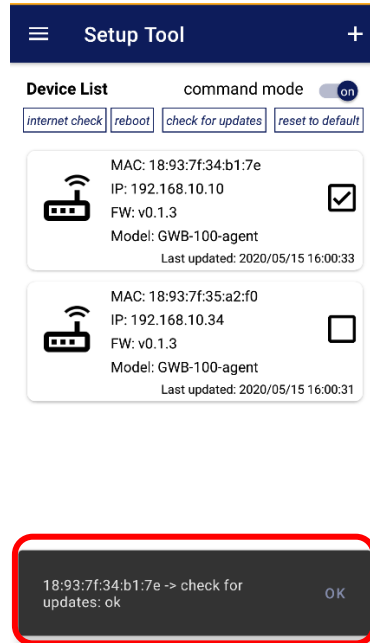 Setup Tool
Device List command mode on
internet check reboot check for updates reset to default
MAC: 18:93:7f:34:b1:7e
IP: 192.168.10.10
FW: v0.1.3
Model: GWB-100-agent
Last updated: 2020/05/15 16:00:33
MAC: 18:93:7f:35:a2:f0
IP: 192.168.10.34
FW: v0.1.3
Model: GWB-100-agent
Last updated: 2020/05/15 16:00:31
18:93:7f:34:b1:7e -> check for
updates: ok
OK